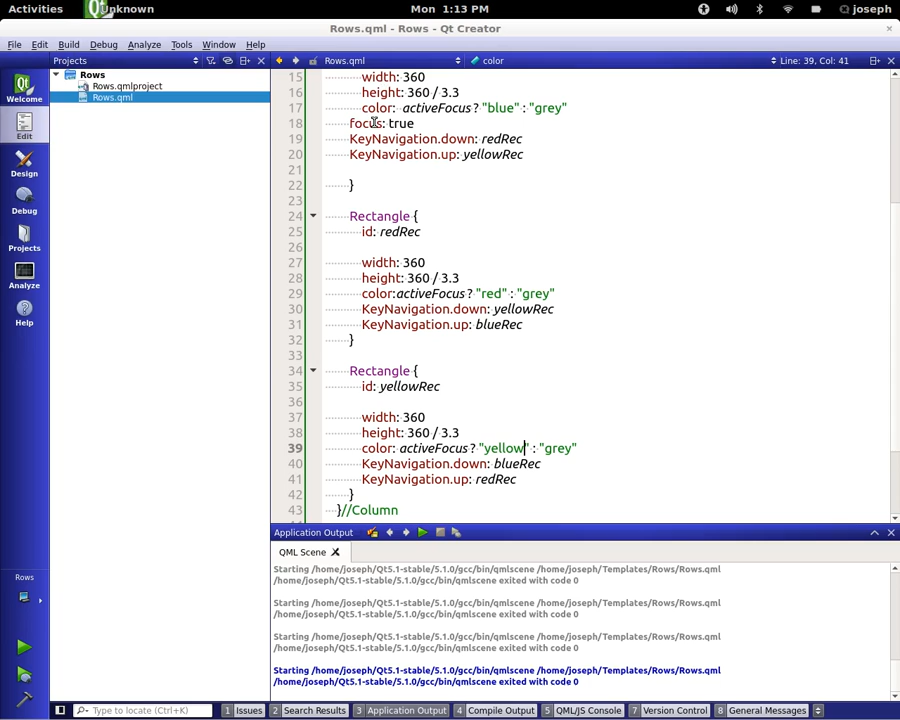 Activities Unknown Mon 1:13 PM joseph
Rows.qml - Rows - Qt Creator
File Edit Build Debug Analyze Tools Window Help
Projects Rows.qml color Line: 39, Col: 41
Rows
Rows.qmlproject
Rows.qml
Welcome
Edit
Design
Debug
Projects
Analyze
Help
Rows
15 width: 360
16 height: 360 / 3.3
17 color: activeFocus? "blue" : "grey"
18 focus: true
19 KeyNavigation.down: redRec
20 KeyNavigation.up: yellowRec
21
22 }
23
24 Rectangle {
25 id: redRec
26
27 width: 360
28 height: 360 / 3.3
29 color:activeFocus? "red" : "grey"
30 KeyNavigation.down: yellowRec
31 KeyNavigation.up: blueRec
32 }
33
34 Rectangle {
35 id: yellowRec
36
37 width: 360
38 height: 360 / 3.3
39 color: activeFocus? "yellow" : "grey"
40 KeyNavigation.down: blueRec
41 KeyNavigation.up: redRec
42 }
43 }//Column
Application Output
QML Scene
Starting /home/joseph/Qt5.1-stable/5.1.0/gcc/bin/qmlscene /home/joseph/Templates/Rows/Rows.qml
/home/joseph/Qt5.1-stable/5.1.0/gcc/bin/qmlscene exited with code 0
Starting /home/joseph/Qt5.1-stable/5.1.0/gcc/bin/qmlscene /home/joseph/Templates/Rows/Rows.qml
/home/joseph/Qt5.1-stable/5.1.0/gcc/bin/qmlscene exited with code 0
Starting /home/joseph/Qt5.1-stable/5.1.0/gcc/bin/qmlscene /home/joseph/Templates/Rows/Rows.qml
/home/joseph/Qt5.1-stable/5.1.0/gcc/bin/qmlscene exited with code 0
Starting /home/joseph/Qt5.1-stable/5.1.0/gcc/bin/qmlscene /home/joseph/Templates/Rows/Rows.qml
/home/joseph/Qt5.1-stable/5.1.0/gcc/bin/qmlscene exited with code 0
Type to locate (Ctrl+K) 1 Issues 2 Search Results 3 Application Output 4 Compile Output 5 QML/JS Console 7 Version Control 8 General Messages